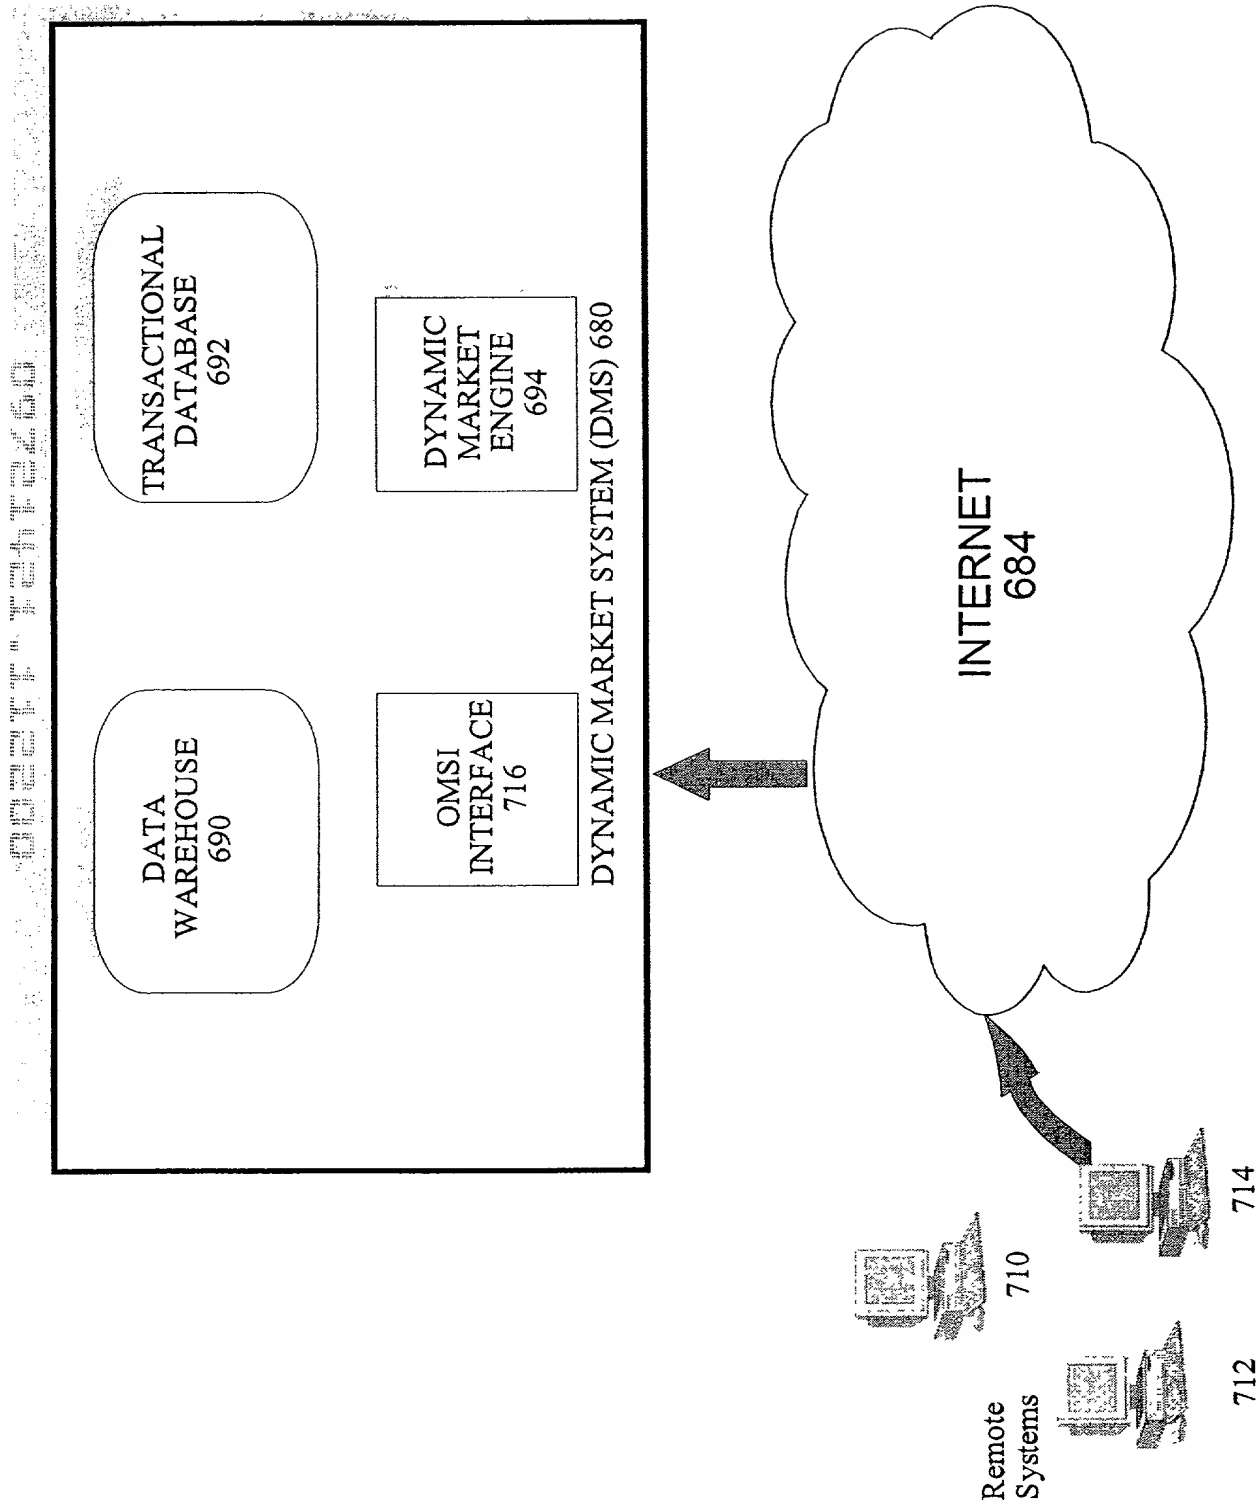 DATA
WAREHOUSE
690
TRANSACTIONAL
DATABASE
692
OMSI
INTERFACE
716
DYNAMIC
MARKET
ENGINE
694
DYNAMIC MARKET SYSTEM (DMS) 680
INTERNET
684
Remote
Systems
710
712
714